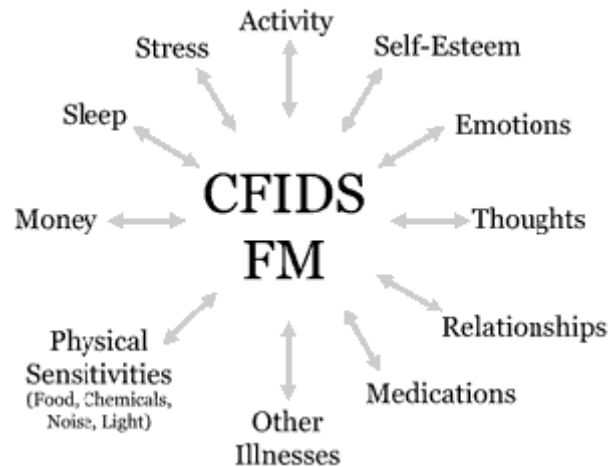 Activity
Stress
Self-Esteem
Sleep
Emotions
CFIDS
FM
Money
Thoughts
Physical
Sensitivities
(Food, Chemicals,
Noise, Light)
Relationships
Medications
Other
Illnesses